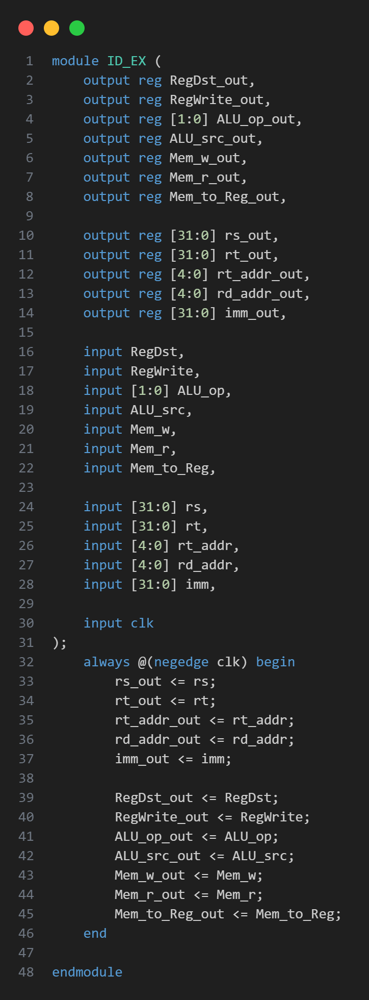 1 module ID_EX (
2     output reg RegDst_out,
3     output reg RegWrite_out,
4     output reg [1:0] ALU_op_out,
5     output reg ALU_src_out,
6     output reg Mem_w_out,
7     output reg Mem_r_out,
8     output reg Mem_to_Reg_out,
9
10     output reg [31:0] rs_out,
11     output reg [31:0] rt_out,
12     output reg [4:0] rt_addr_out,
13     output reg [4:0] rd_addr_out,
14     output reg [31:0] imm_out,
15
16     input RegDst,
17     input RegWrite,
18     input [1:0] ALU_op,
19     input ALU_src,
20     input Mem_w,
21     input Mem_r,
22     input Mem_to_Reg,
23
24     input [31:0] rs,
25     input [31:0] rt,
26     input [4:0] rt_addr,
27     input [4:0] rd_addr,
28     input [31:0] imm,
29
30     input clk
31 );
32     always @(negedge clk) begin
33         rs_out <= rs;
34         rt_out <= rt;
35         rt_addr_out <= rt_addr;
36         rd_addr_out <= rd_addr;
37         imm_out <= imm;
38
39         RegDst_out <= RegDst;
40         RegWrite_out <= RegWrite;
41         ALU_op_out <= ALU_op;
42         ALU_src_out <= ALU_src;
43         Mem_w_out <= Mem_w;
44         Mem_r_out <= Mem_r;
45         Mem_to_Reg_out <= Mem_to_Reg;
46     end
47
48 endmodule